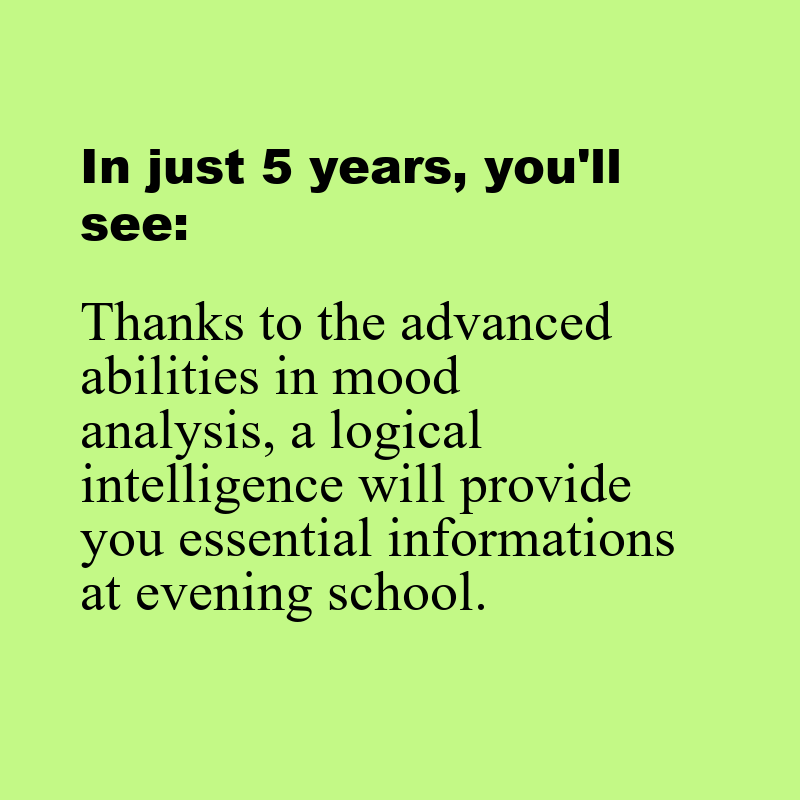 In just 5 years, you'll
see:
Thanks to the advanced
abilities in mood
analysis, a logical
intelligence will provide
you essential informations
at evening school.